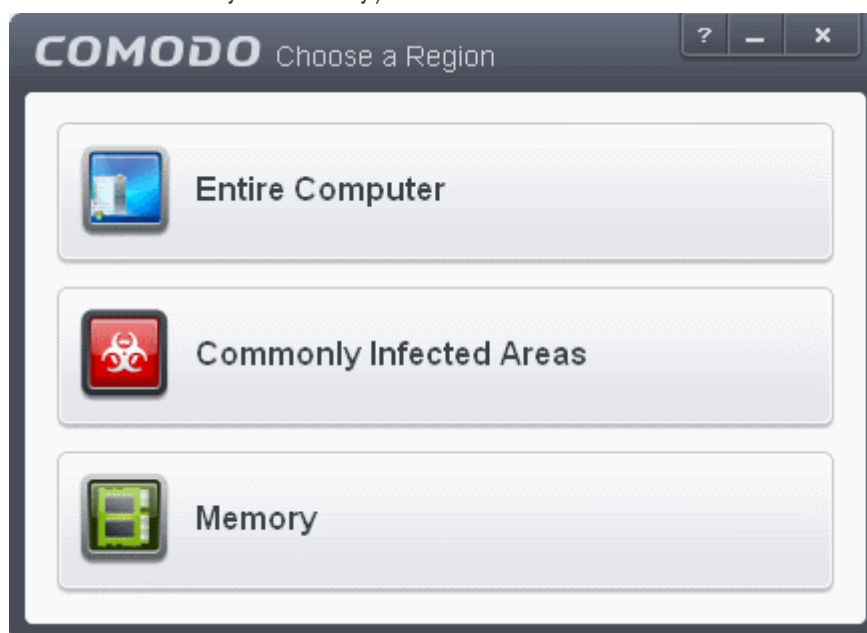 COMODO Choose a Region ? – ×
Entire Computer
Commonly Infected Areas
Memory